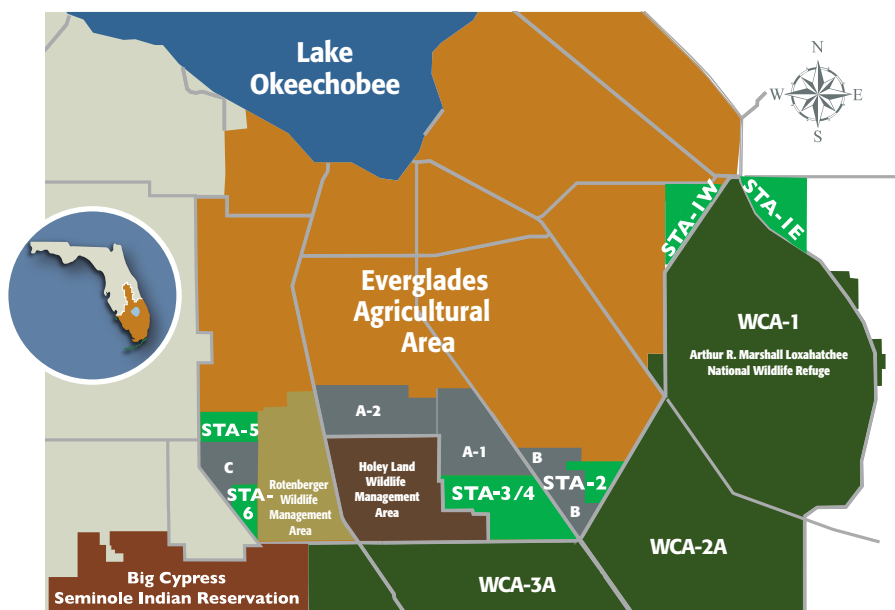 Lake
Okeechobee
N
W
E
S
STA-1W
STA-1E
Everglades
Agricultural
Area
WCA-1
Arthur R. Marshall Loxahatchee
National Wildlife Refuge
A-2
STA-5
A-1
B
C
Holey Land
Wildlife
Management
Area
STA-2
STA-
6
Rotenberger
Wildlife
Management
Area
STA-3/4
B
WCA-2A
Big Cypress
Seminole Indian Reservation
WCA-3A